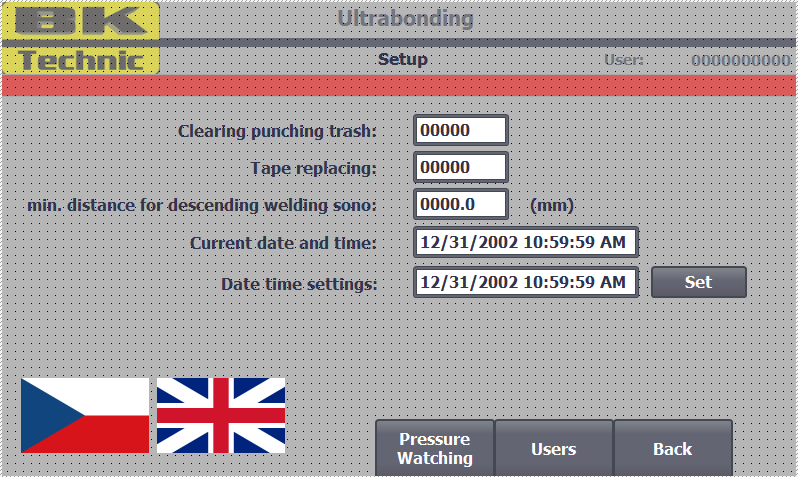 BK
Technic
Ultrabonding
Setup
User: 0000000000
Clearing punching trash: 00000
Tape replacing: 00000
min. distance for descending welding sono: 0000.0 (mm)
Current date and time: 12/31/2002 10:59:59 AM
Date time settings: 12/31/2002 10:59:59 AM Set
Pressure
Watching
Users
Back